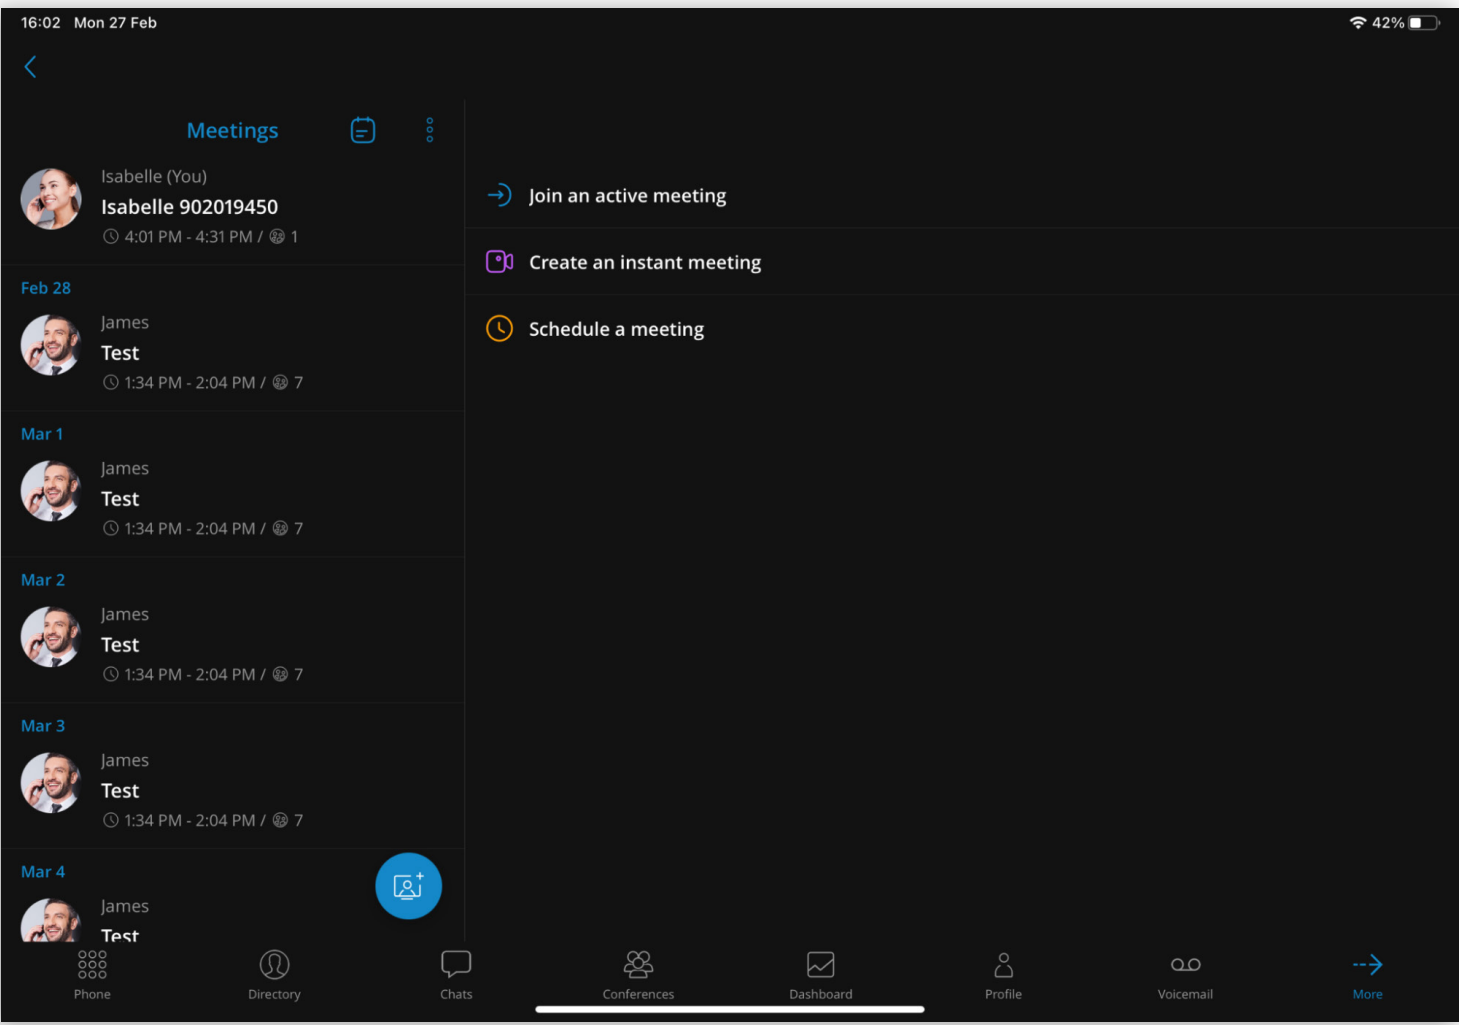 16:02 Mon 27 Feb
42%
Meetings
Isabelle (You)
Isabelle 902019450
4:01 PM - 4:31 PM / 1
Feb 28
James
Test
1:34 PM - 2:04 PM / 7
Mar 1
James
Test
1:34 PM - 2:04 PM / 7
Mar 2
James
Test
1:34 PM - 2:04 PM / 7
Mar 3
James
Test
1:34 PM - 2:04 PM / 7
Mar 4
James
Test
Join an active meeting
Create an instant meeting
Schedule a meeting
Phone Directory Chats Conferences Dashboard Profile Voicemail More